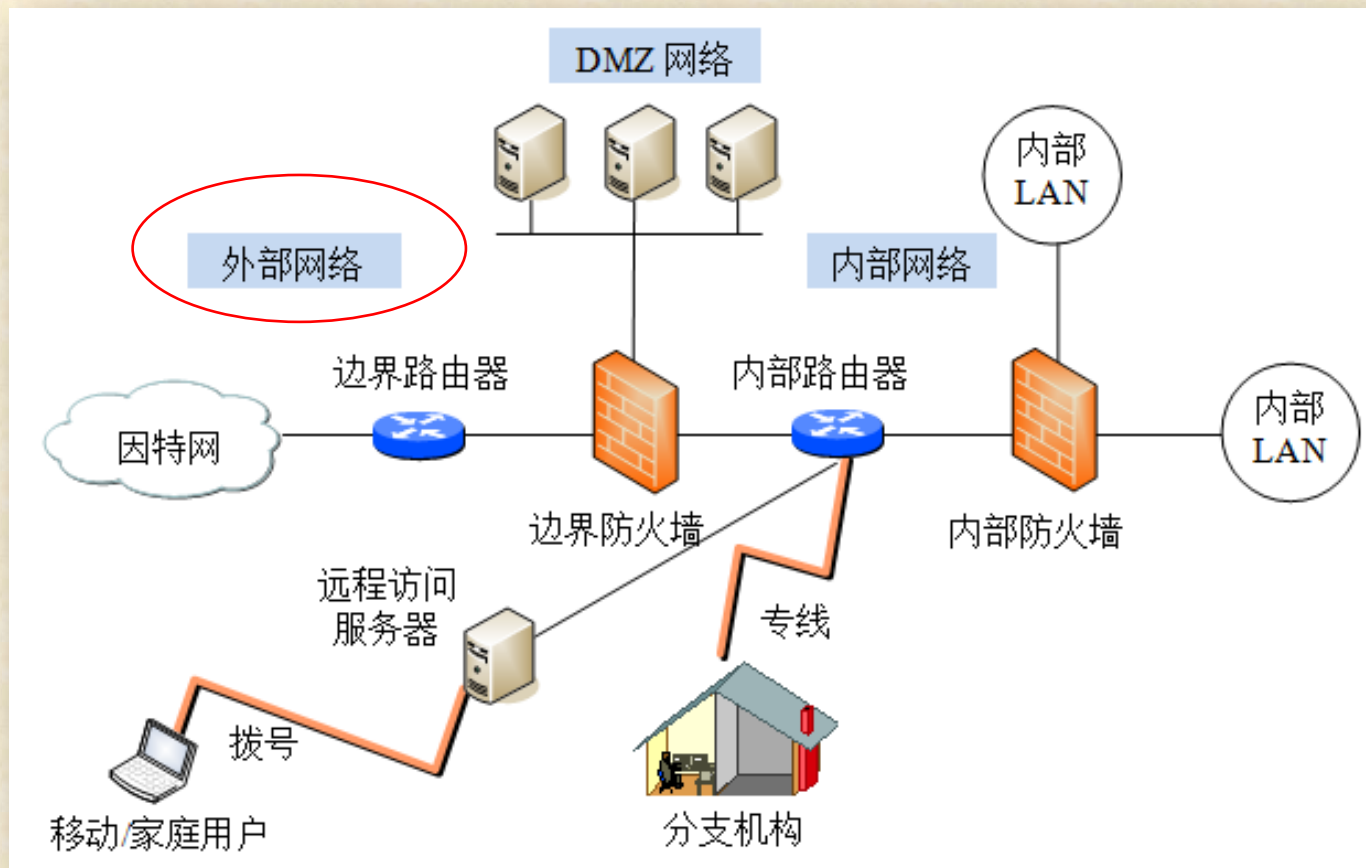 DMZ 网络
内部
LAN
外部网络
内部网络
边界路由器
内部路由器
因特网
内部
LAN
边界防火墙
内部防火墙
远程访问
服务器
专线
拨号
移动/家庭用户
分支机构